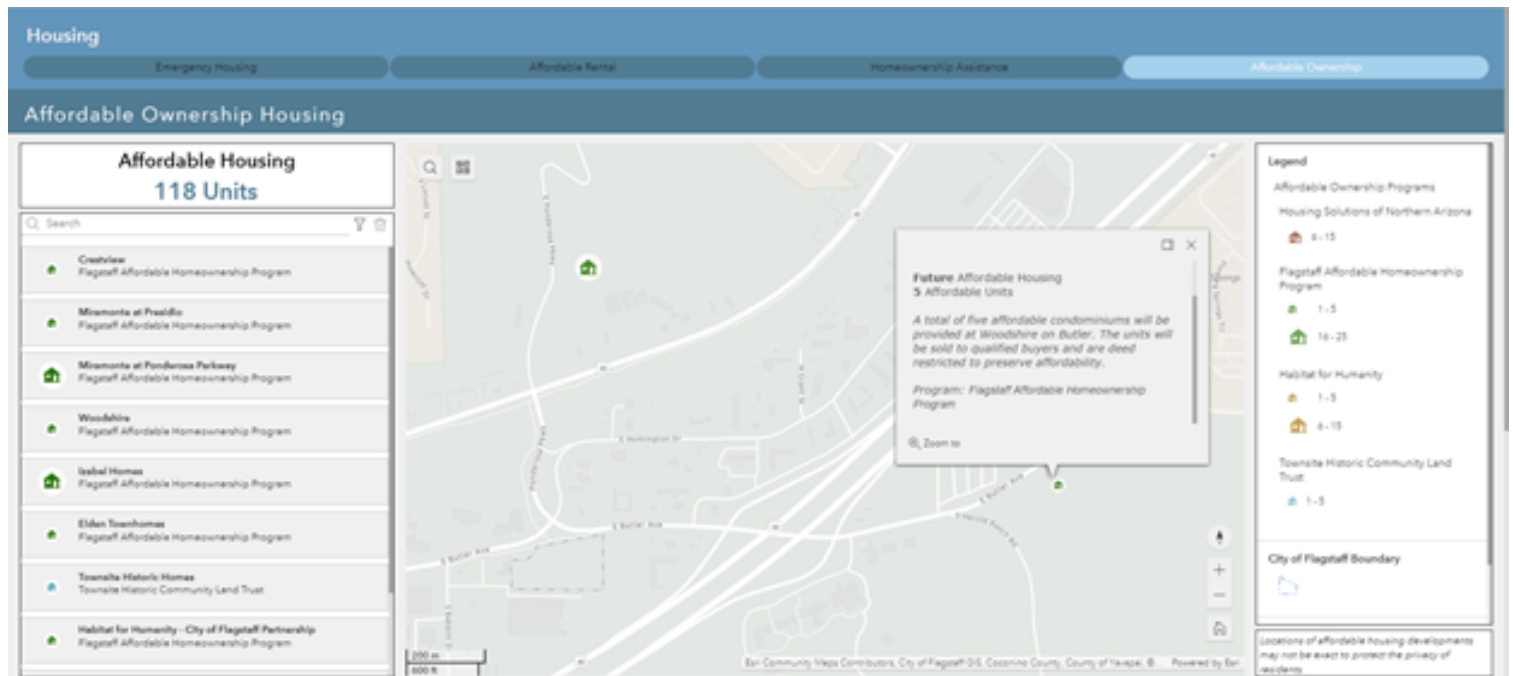 Housing
Emergency Housing
Affordable Rental
Homeownership Assistance
Affordable Ownership
Affordable Ownership Housing
Affordable Housing
118 Units
Search
Crestview
Flagstaff Affordable Homeownership Program
Miramonte at Presidio
Flagstaff Affordable Homeownership Program
Miramonte at Ponderosa Parkway
Flagstaff Affordable Homeownership Program
Woodshire
Flagstaff Affordable Homeownership Program
Izabel Homes
Flagstaff Affordable Homeownership Program
Elden Townhomes
Flagstaff Affordable Homeownership Program
Townsite Historic Homes
Townsite Historic Community Land Trust
Habitat for Humanity - City of Flagstaff Partnership
Flagstaff Affordable Homeownership Program
Future Affordable Housing
5 Affordable Units
A total of five affordable condominiums will be
provided at Woodshire on Butler. The units will
be sold to qualified buyers and are deed
restricted to preserve affordability.
Program: Flagstaff Affordable Homeownership
Program
Zoom to
E Huntington Dr
E Butler Ave
E Butler Ave
E Butler Ave
E Herold Ranch Rd
200 m
600 ft
Esri Community Maps Contributors, City of Flagstaff GIS, Coconino County, County of Yavapai, ©... Powered by Esri
Legend
Affordable Ownership Programs
Housing Solutions of Northern Arizona
6 - 15
Flagstaff Affordable Homeownership
Program
1 - 5
16 - 25
Habitat for Humanity
1 - 5
6 - 15
Townsite Historic Community Land
Trust
1 - 5
City of Flagstaff Boundary
Locations of affordable housing developments
may not be exact to protect the privacy of
residents